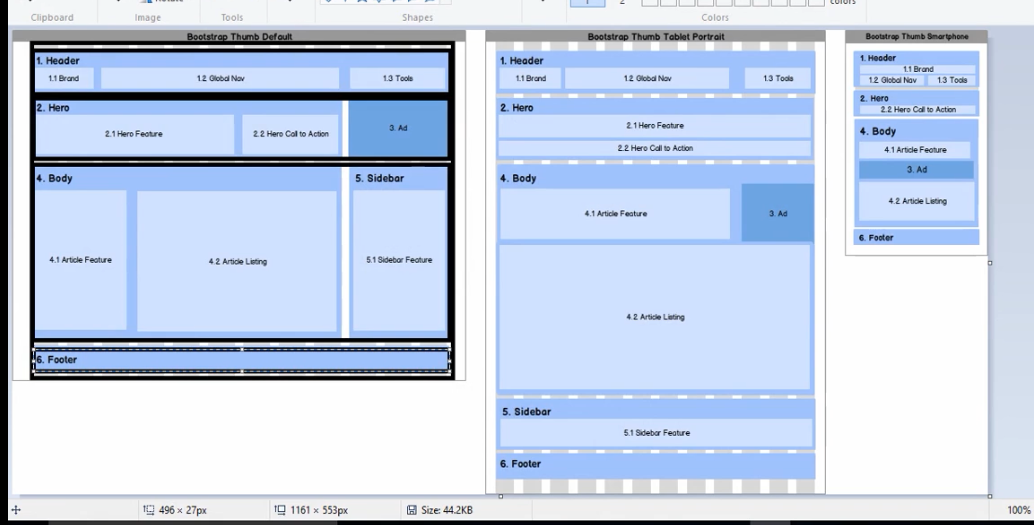 Rotate
1 2
colors
Clipboard Image Tools Shapes Colors
Bootstrap Thumb Default
1. Header
1.1 Brand 1.2 Global Nav 1.3 Tools
2. Hero
2.1 Hero Feature 2.2 Hero Call to Action 3. Ad
4. Body 5. Sidebar
4.1 Article Feature 4.2 Article Listing 5.1 Sidebar Feature
6. Footer
Bootstrap Thumb Tablet Portrait
1. Header
1.1 Brand 1.2 Global Nav 1.3 Tools
2. Hero
2.1 Hero Feature
2.2 Hero Call to Action
4. Body
4.1 Article Feature 3. Ad
4.2 Article Listing
5. Sidebar
5.1 Sidebar Feature
6. Footer
Bootstrap Thumb Smartphone
1. Header
1.1 Brand
1.2 Global Nav 1.3 Tools
2. Hero
2.2 Hero Call to Action
4. Body
4.1 Article Feature
3. Ad
4.2 Article Listing
6. Footer
496 × 27px 1161 × 553px Size: 44.2KB 100%